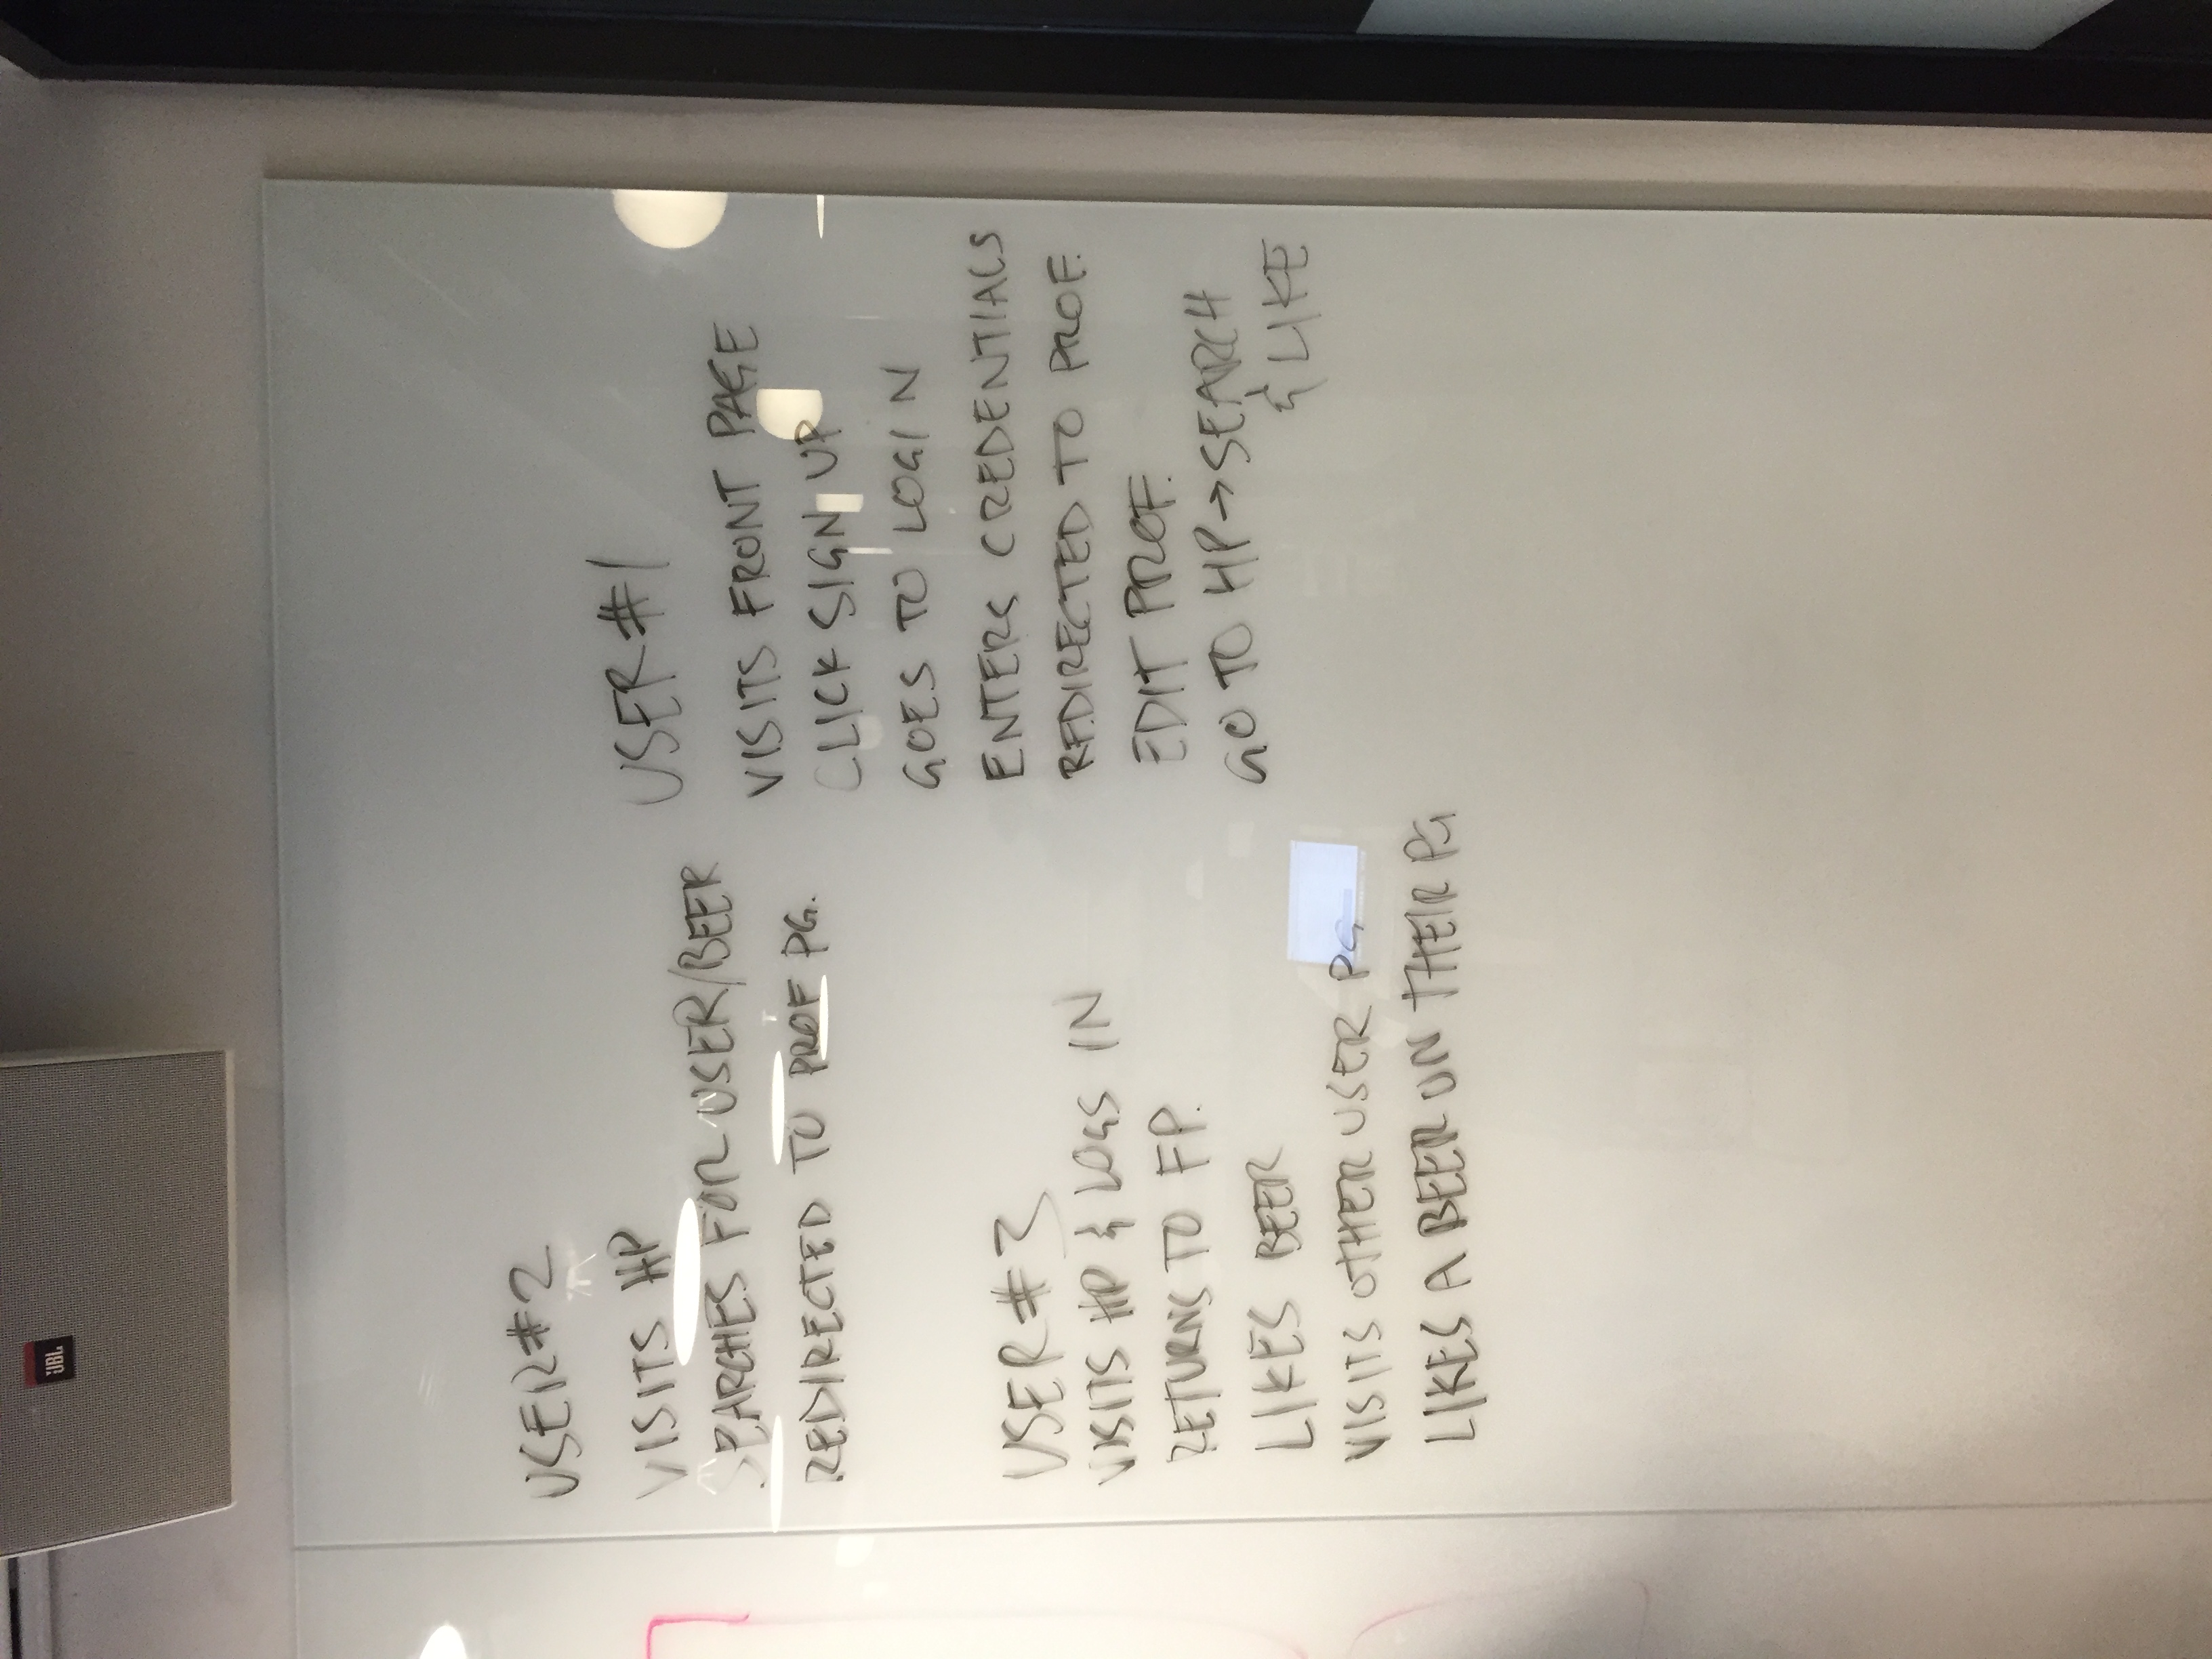 JBL
USER #2
VISITS HP
SEARCHES FOR USER/BEER
REDIRECTED TO PROF PG.
USER #3
VISITS HP & LOGS IN
RETURNS TO FP.
LIKES BEER
VISITS OTHER USER PG
LIKES A BEER ON THEIR PG
USER #1
VISITS FRONT PAGE
CLICK SIGN UP
GOES TO LOGIN
ENTERS CREDENTIALS
REDIRECTED TO PROF.
EDIT PROF.
GO TO HP → SEARCH
& LIKE